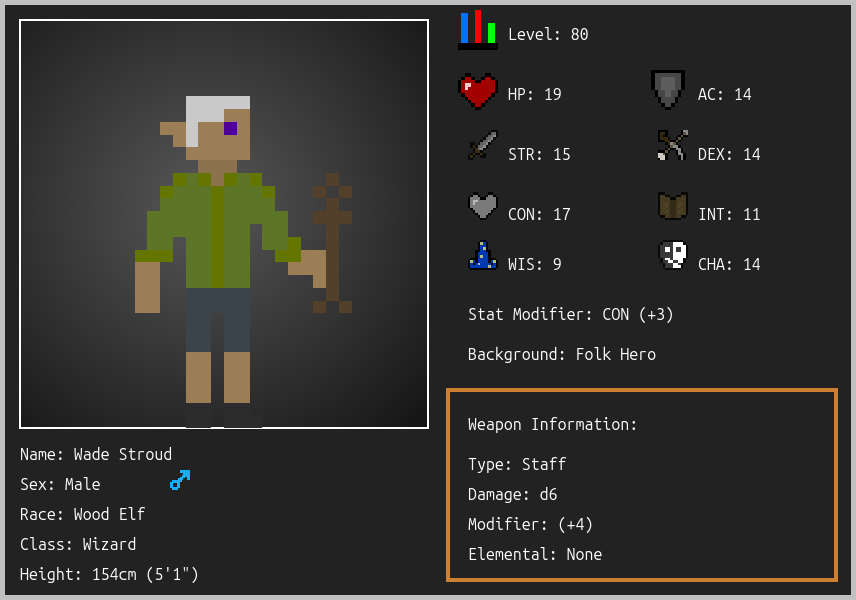 Level: 80
HP: 19
AC: 14
STR: 15
DEX: 14
CON: 17
INT: 11
WIS: 9
CHA: 14
Stat Modifier: CON (+3)
Background: Folk Hero
Weapon Information:
Type: Staff
Damage: d6
Modifier: (+4)
Elemental: None
Name: Wade Stroud
Sex: Male
Race: Wood Elf
Class: Wizard
Height: 154cm (5'1")